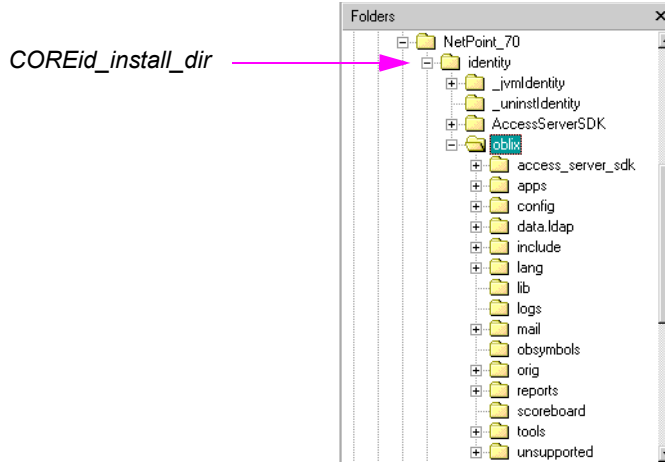 Folders
NetPoint_70
COREid_install_dir
identity
_jvmIdentity
_uninstIdentity
AccessServerSDK
oblix
access_server_sdk
apps
config
data.ldap
include
lang
lib
logs
mail
obsymbols
orig
reports
scoreboard
tools
unsupported